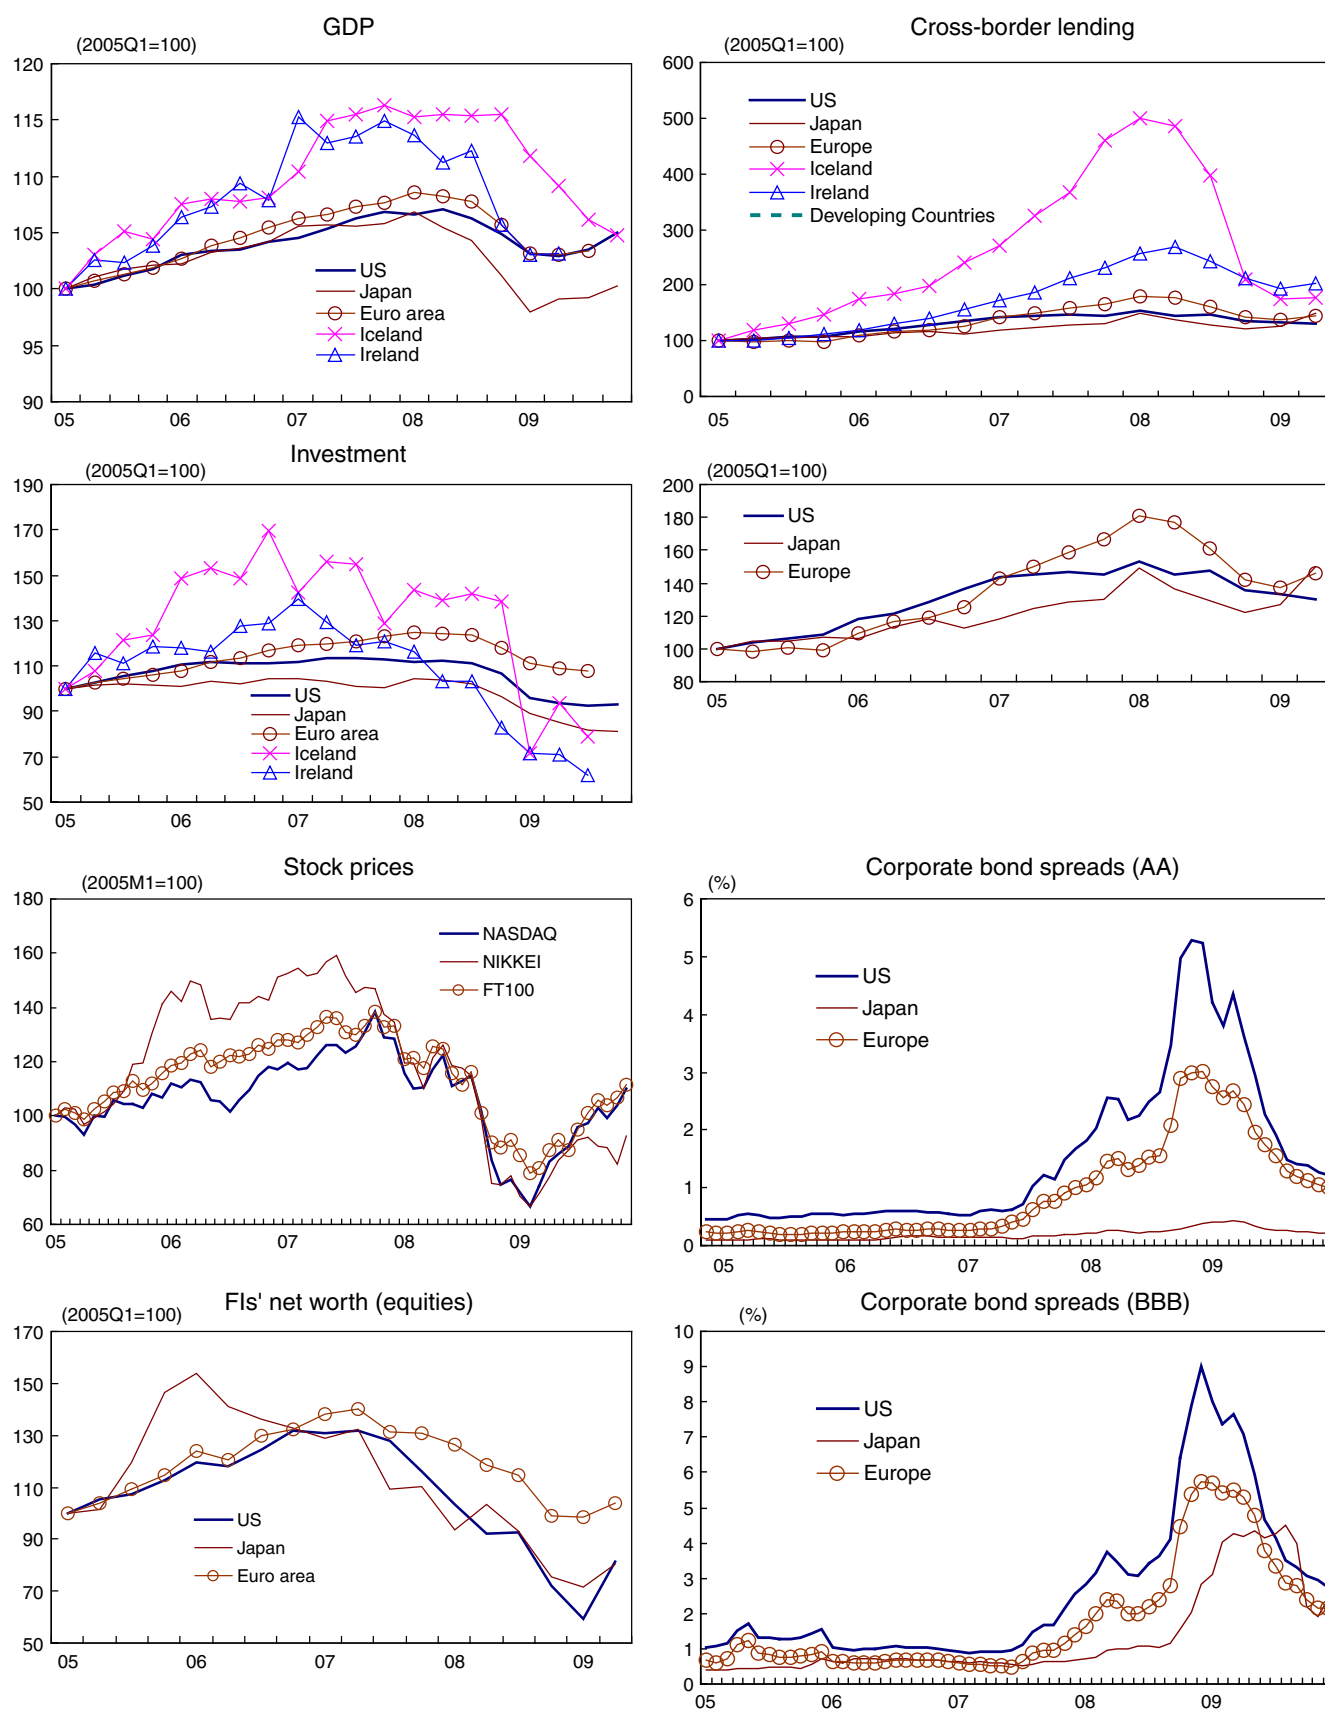 GDP
(2005Q1=100)
120
115
110
105
100
95
90
US
Japan
Euro area
Iceland
Ireland
05 06 07 08 09
Cross-border lending
(2005Q1=100)
600
500
400
300
200
100
0
US
Japan
Europe
Iceland
Ireland
Developing Countries
05 06 07 08 09
Investment
(2005Q1=100)
190
170
150
130
110
90
70
50
US
Japan
Euro area
Iceland
Ireland
05 06 07 08 09
(2005Q1=100)
200
180
160
140
120
100
80
US
Japan
Europe
05 06 07 08 09
Stock prices
(2005M1=100)
180
160
140
120
100
80
60
NASDAQ
NIKKEI
FT100
05 06 07 08 09
Corporate bond spreads (AA)
(%)
6
5
4
3
2
1
0
US
Japan
Europe
05 06 07 08 09
FIs' net worth (equities)
(2005Q1=100)
170
150
130
110
90
70
50
US
Japan
Euro area
05 06 07 08 09
Corporate bond spreads (BBB)
(%)
10
9
8
7
6
5
4
3
2
1
0
US
Japan
Europe
05 06 07 08 09